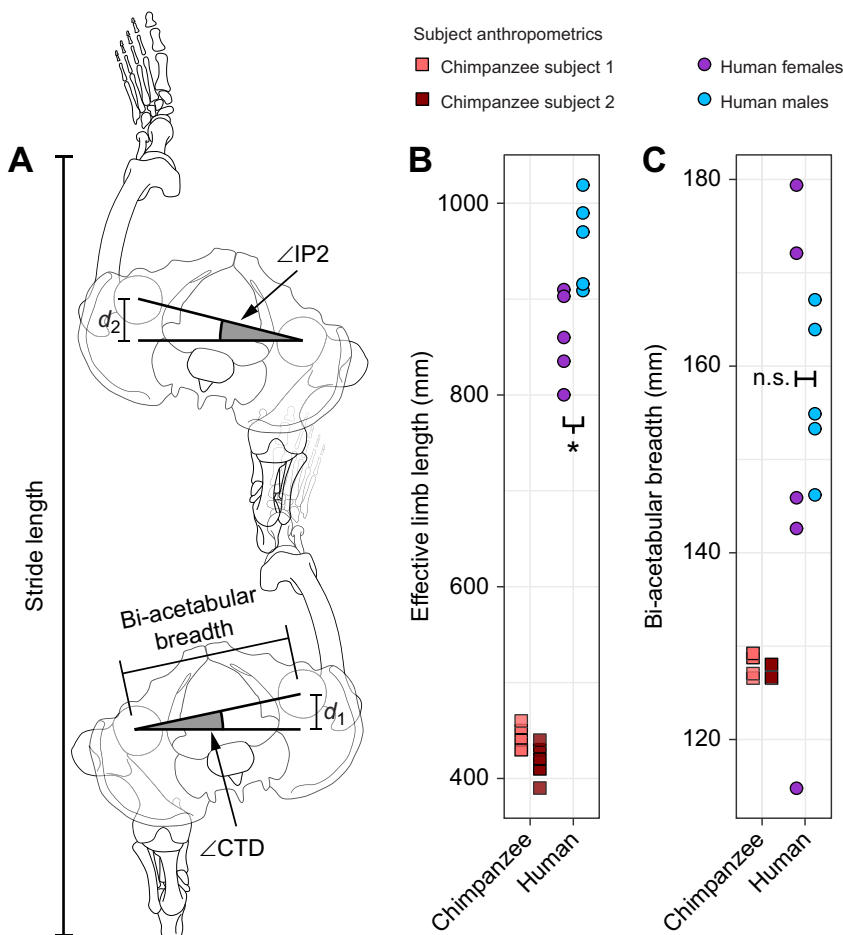 Subject anthropometrics
Chimpanzee subject 1
Human females
Chimpanzee subject 2
Human males
A
Stride length
∠IP2
d2
Bi-acetabular
breadth
d1
∠CTD
B
Effective limb length (mm)
1000
800
600
400
*
Chimpanzee
Human
C
Bi-acetabular breadth (mm)
180
160
140
120
n.s.
Chimpanzee
Human